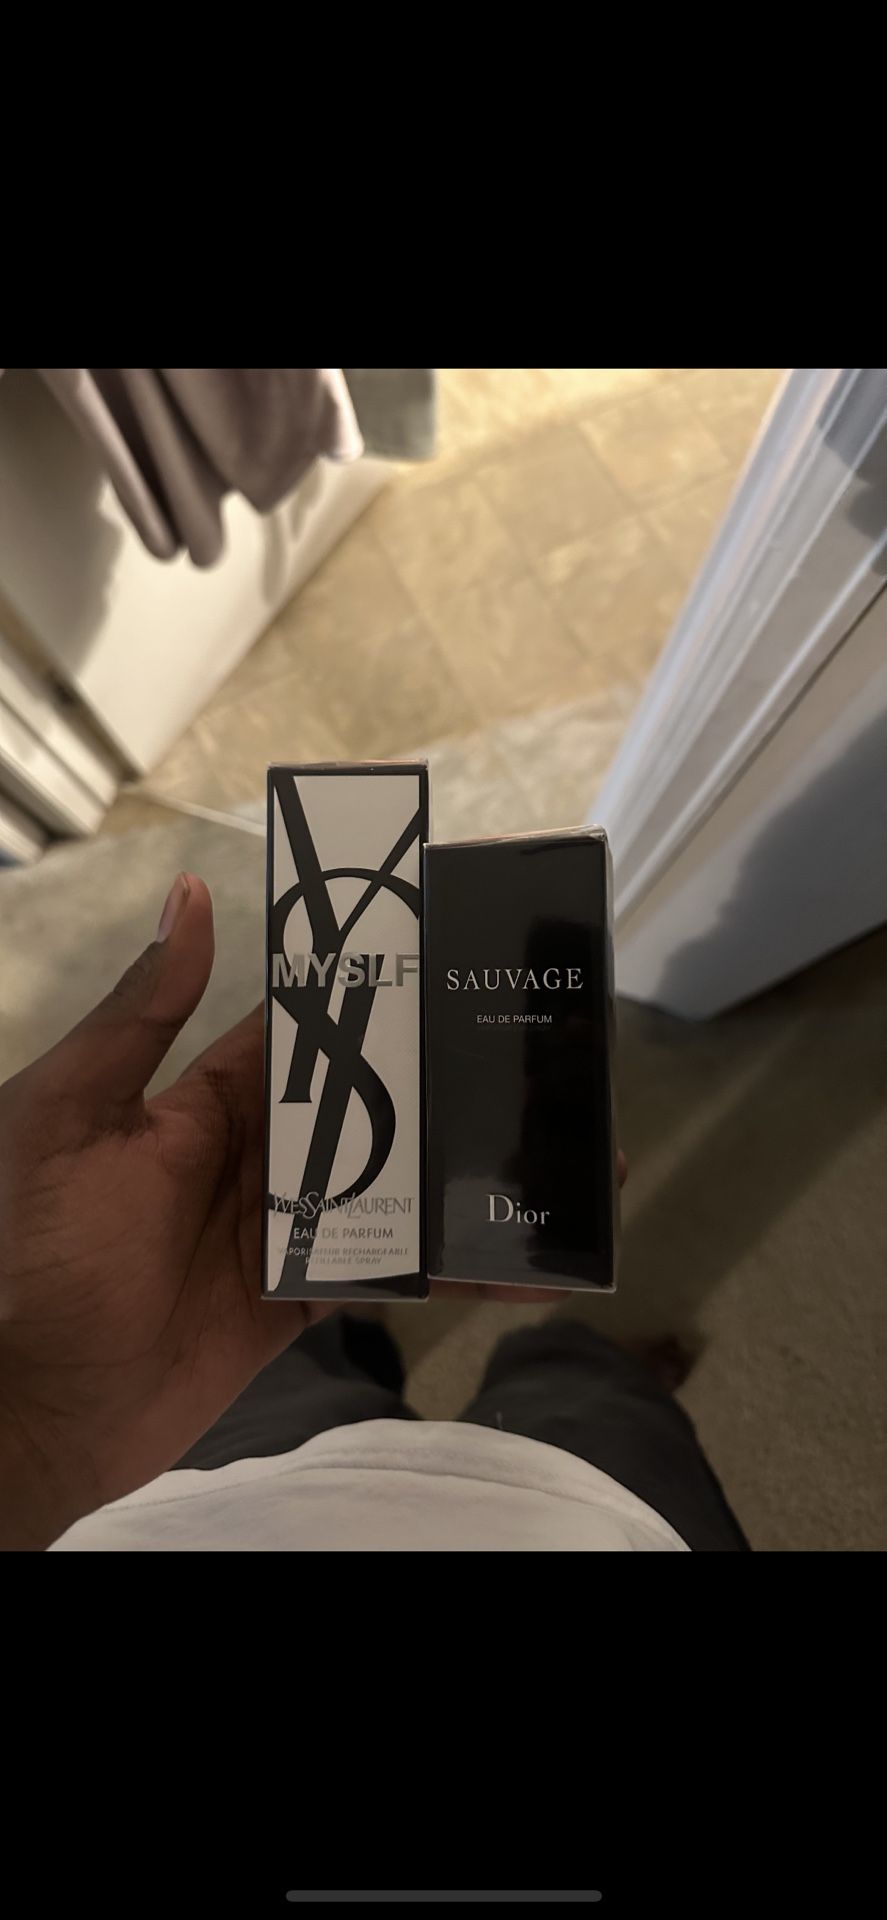 MYSLF
YVESSAINTLAURENT
EAU DE PARFUM
VAPORISATEUR RECHARGEABLE
REFILLABLE SPRAY
SAUVAGE
EAU DE PARFUM
Dior